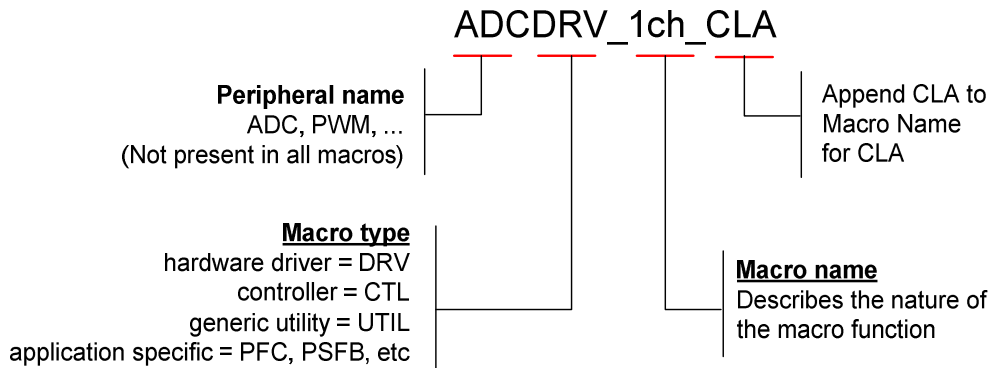 ADCDRV_1ch_CLA
Peripheral name
ADC, PWM, ...
(Not present in all macros)
Append CLA to
Macro Name
for CLA
Macro type
hardware driver = DRV
controller = CTL
generic utility = UTIL
application specific = PFC, PSFB, etc
Macro name
Describes the nature of
the macro function